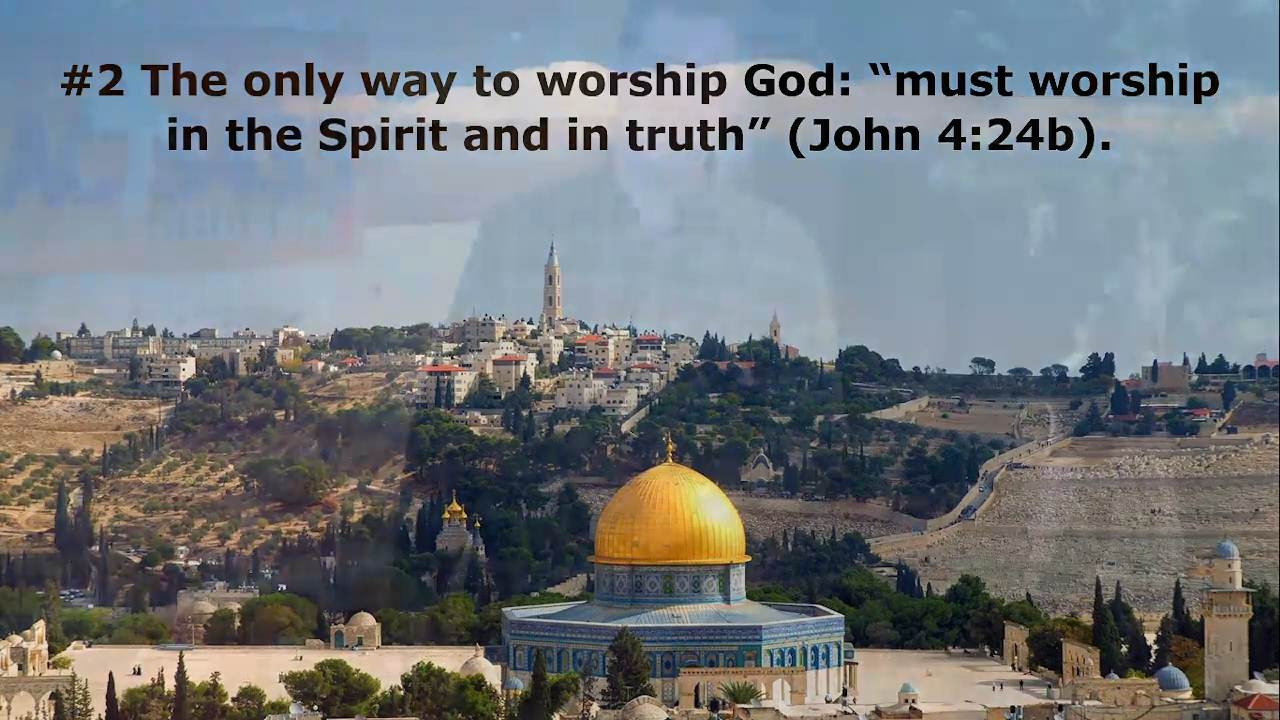 #2 The only way to worship God: “must worship
in the Spirit and in truth” (John 4:24b).